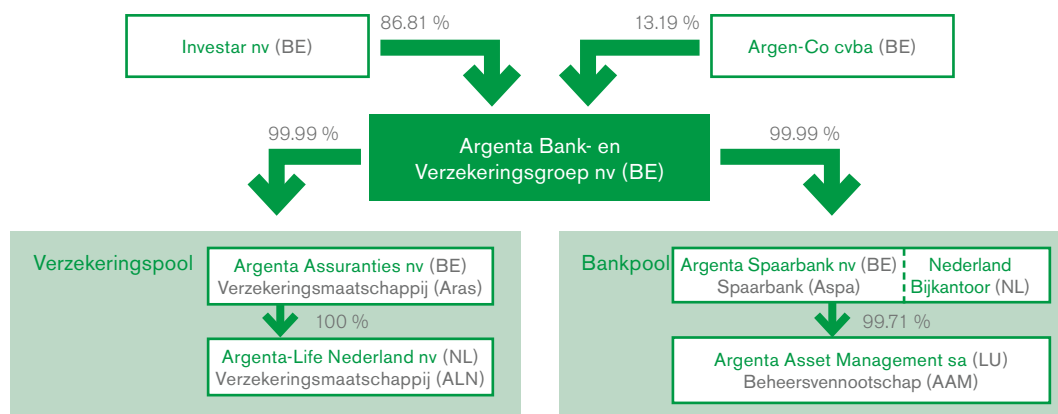 86.81 %
13.19 %
Investar nv (BE)
Argen-Co cvba (BE)
99.99 %
99.99 %
Argenta Bank- en
Verzekeringsgroep nv (BE)
Verzekeringspool
Argenta Assuranties nv (BE)
Verzekeringsmaatschappij (Aras)
100 %
Argenta-Life Nederland nv (NL)
Verzekeringsmaatschappij (ALN)
Bankpool
Argenta Spaarbank nv (BE)
Spaarbank (Aspa)
Nederland
Bijkantoor (NL)
99.71 %
Argenta Asset Management sa (LU)
Beheersvennootschap (AAM)